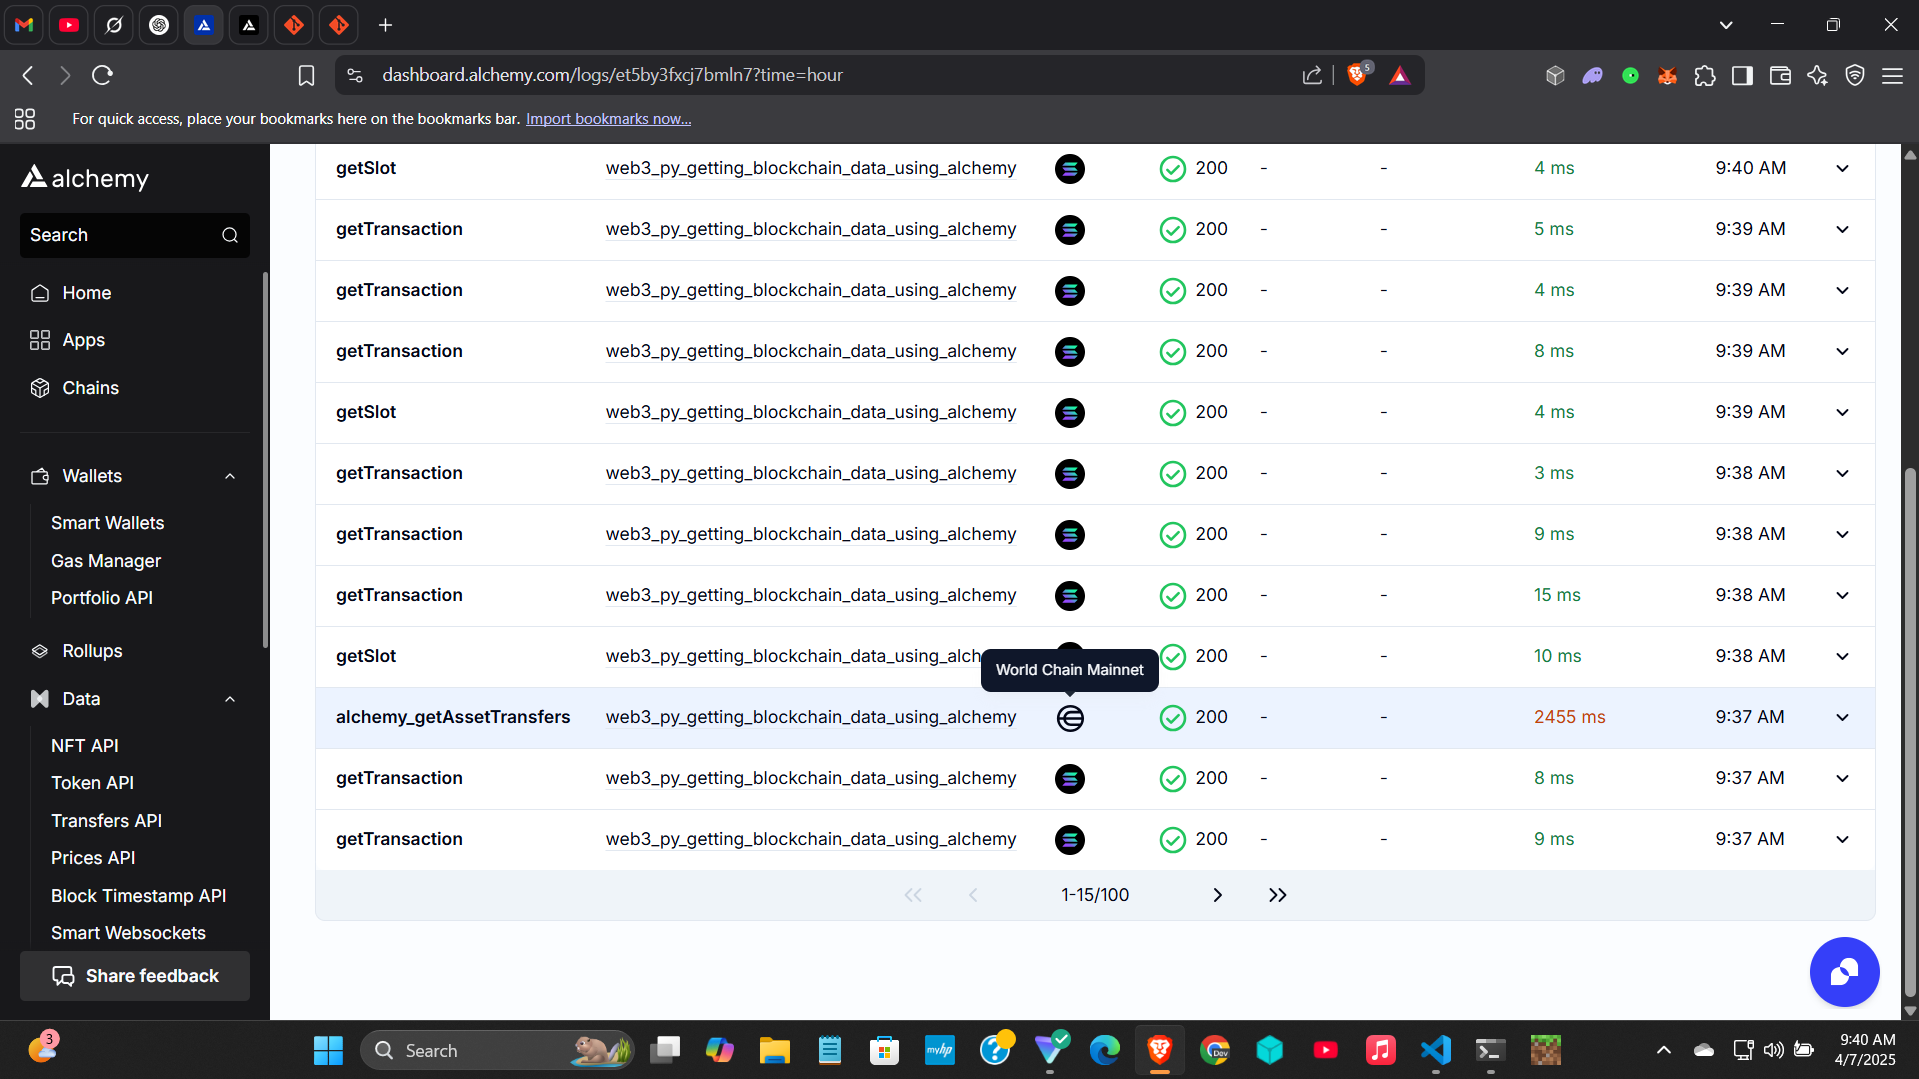 dashboard.alchemy.com/logs/et5by3fxcj7bmln7?time=hour
5
For quick access, place your bookmarks here on the bookmarks bar. Import bookmarks now...
alchemy
Search
Home
Apps
Chains
Wallets
Smart Wallets
Gas Manager
Portfolio API
Rollups
Data
NFT API
Token API
Transfers API
Prices API
Block Timestamp API
Smart Websockets
Share feedback
getSlot web3_py_getting_blockchain_data_using_alchemy 200 - - 4 ms 9:40 AM
getTransaction web3_py_getting_blockchain_data_using_alchemy 200 - - 5 ms 9:39 AM
getTransaction web3_py_getting_blockchain_data_using_alchemy 200 - - 4 ms 9:39 AM
getTransaction web3_py_getting_blockchain_data_using_alchemy 200 - - 8 ms 9:39 AM
getSlot web3_py_getting_blockchain_data_using_alchemy 200 - - 4 ms 9:39 AM
getTransaction web3_py_getting_blockchain_data_using_alchemy 200 - - 3 ms 9:38 AM
getTransaction web3_py_getting_blockchain_data_using_alchemy 200 - - 9 ms 9:38 AM
getTransaction web3_py_getting_blockchain_data_using_alchemy 200 - - 15 ms 9:38 AM
getSlot web3_py_getting_blockchain_data_using_alch 200 - - 10 ms 9:38 AM
World Chain Mainnet
alchemy_getAssetTransfers web3_py_getting_blockchain_data_using_alchemy 200 - - 2455 ms 9:37 AM
getTransaction web3_py_getting_blockchain_data_using_alchemy 200 - - 8 ms 9:37 AM
getTransaction web3_py_getting_blockchain_data_using_alchemy 200 - - 9 ms 9:37 AM
1-15/100
3
Search
myhp
Dev
9:40 AM
4/7/2025